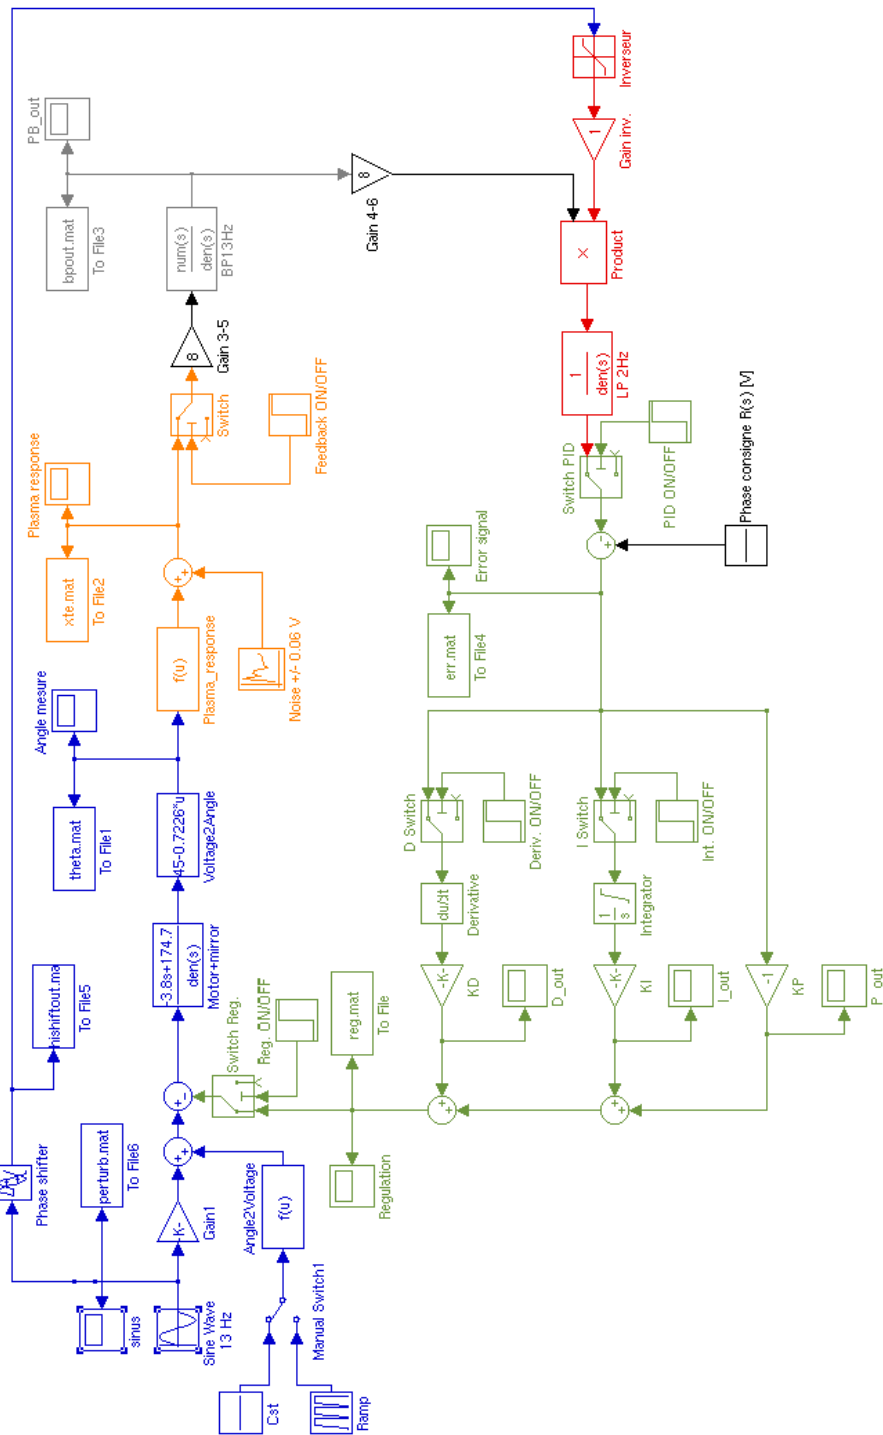 Inverseur
1
Gain inv.
PB_out
bpout.mat
To File3
num(s)
den(s)
BP13Hz
8
Gain 4-6
×
Product
8
Gain 3-5
1
den(s)
LP 2Hz
Switch
Feedback ON/OFF
Plasma response
xte.mat
To File2
f(u)
Plasma_response
++
Noise +/- 0.06 V
Switch PID
PID ON/OFF
-+
Phase consigne R(s) [V]
Error signal
err.mat
To File4
Angle mesure
theta.mat
To File1
45-0.7226*u
Voltage2Angle
-3.8s+174.7
den(s)
Motor+mirror
hishiftout.ma
To File5
Phase shifter
perturb.mat
To File6
sinus
Sine Wave
13 Hz
K-
Gain1
++
+-
Angle2Voltage
f(u)
Manual Switch1
Cst
Ramp
Switch Reg.
Reg. ON/OFF
reg.mat
To File
Regulation
D Switch
Deriv. ON/OFF
du/dt
Derivative
-K-
KD
D_out
++
I Switch
Int. ON/OFF
1
s
Integrator
-K-
KI
I_out
++
-1
KP
P_out